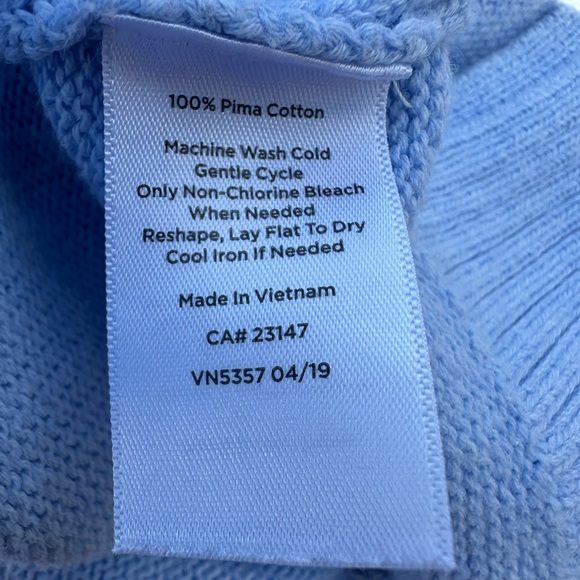 100% Pima Cotton
Machine Wash Cold
Gentle Cycle
Only Non-Chlorine Bleach
When Needed
Reshape, Lay Flat To Dry
Cool Iron If Needed
Made In Vietnam
CA# 23147
VN5357 04/19